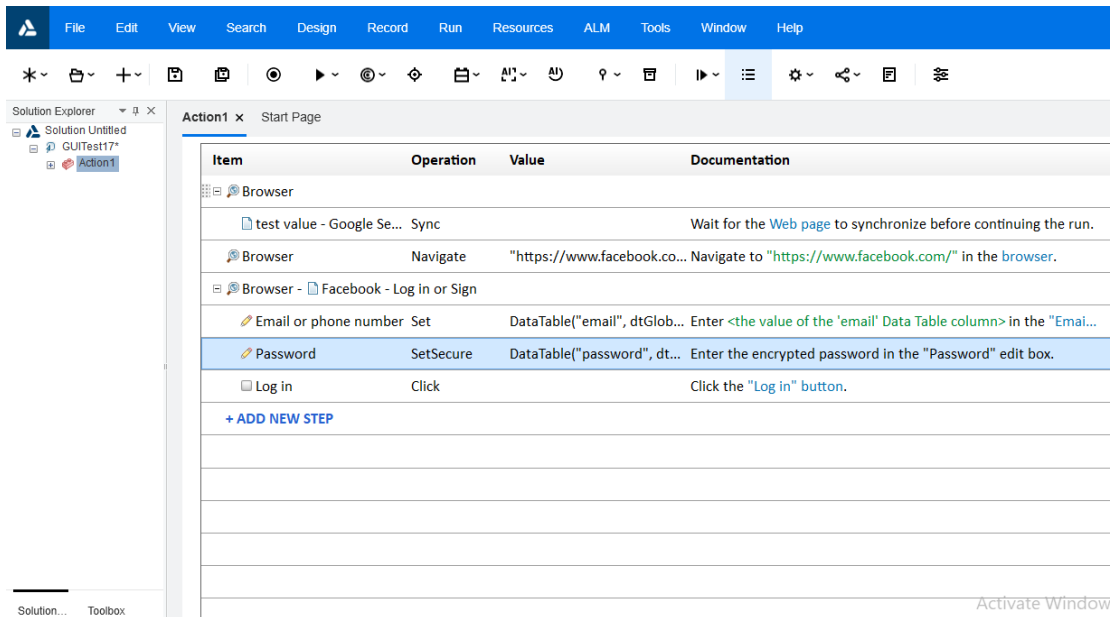 File Edit View Search Design Record Run Resources ALM Tools Window Help
Solution Explorer
Solution Untitled
GUITest17*
Action1
Action1 × Start Page
Item Operation Value Documentation
Browser
test value - Google Se... Sync Wait for the Web page to synchronize before continuing the run.
Browser Navigate "https://www.facebook.co... Navigate to "https://www.facebook.com/" in the browser.
Browser - Facebook - Log in or Sign
Email or phone number Set DataTable("email", dtGlob... Enter <the value of the 'email' Data Table column> in the "Emai...
Password SetSecure DataTable("password", dt... Enter the encrypted password in the "Password" edit box.
Log in Click Click the "Log in" button.
+ ADD NEW STEP
Solution... Toolbox
Activate Window